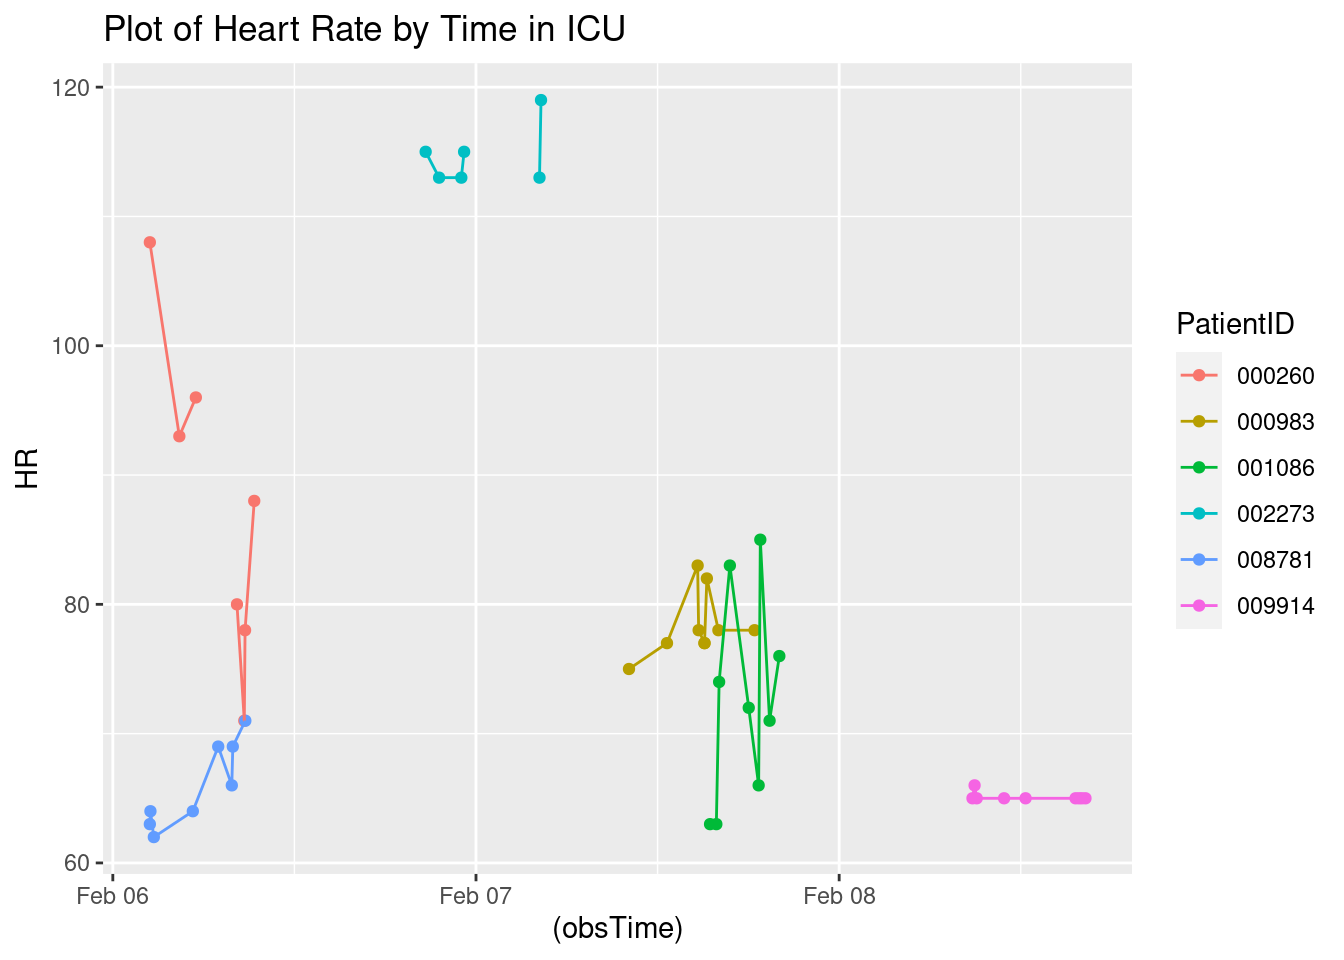 Plot of Heart Rate by Time in ICU
120
100
80
60
HR
Feb 06
Feb 07
Feb 08
(obsTime)
PatientID
000260
000983
001086
002273
008781
009914